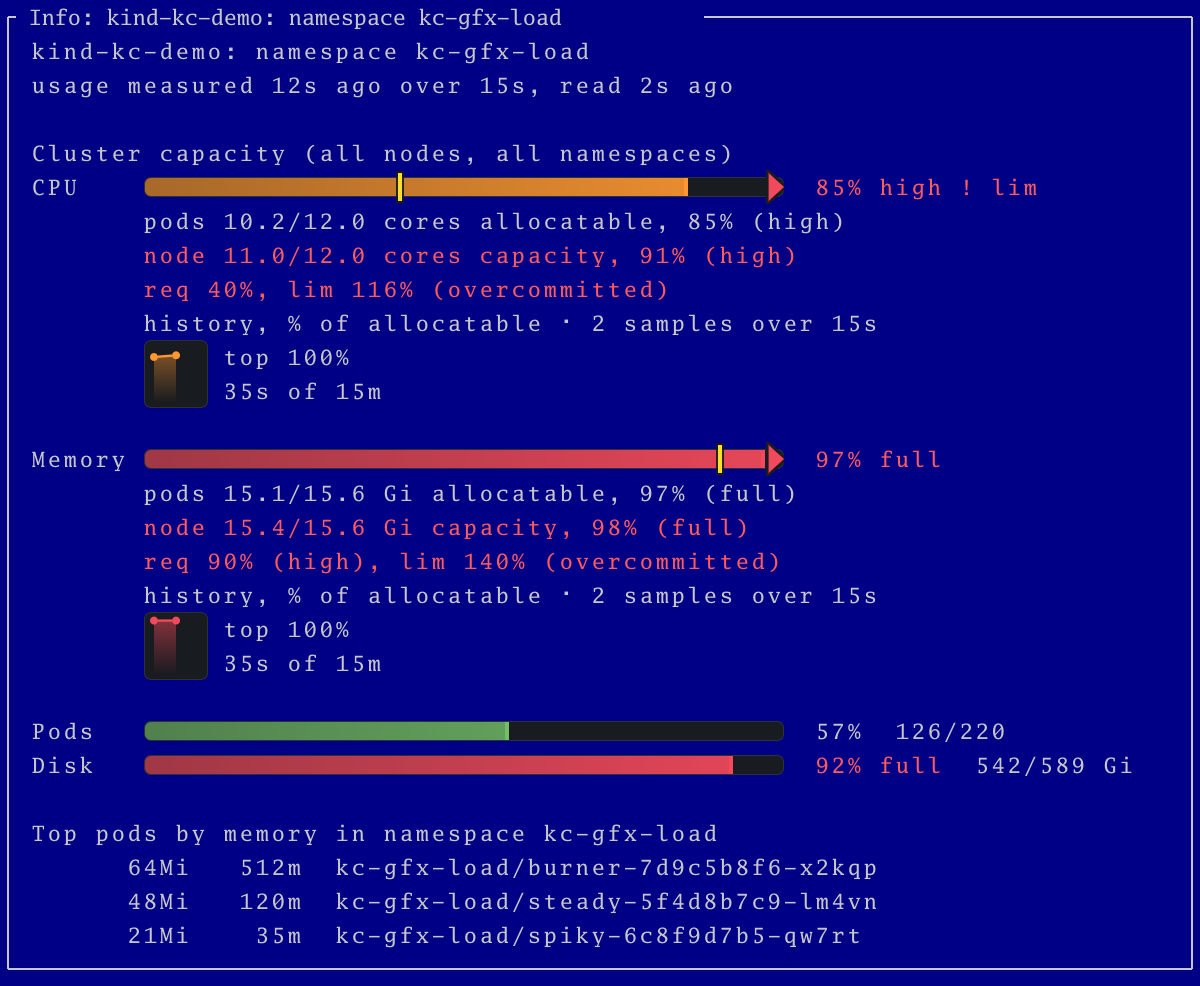 Info: kind-kc-demo: namespace kc-gfx-load
kind-kc-demo: namespace kc-gfx-load
usage measured 12s ago over 15s, read 2s ago
Cluster capacity (all nodes, all namespaces)
CPU 85% high ! lim
pods 10.2/12.0 cores allocatable, 85% (high)
node 11.0/12.0 cores capacity, 91% (high)
req 40%, lim 116% (overcommitted)
history, % of allocatable · 2 samples over 15s
top 100%
35s of 15m
Memory 97% full
pods 15.1/15.6 Gi allocatable, 97% (full)
node 15.4/15.6 Gi capacity, 98% (full)
req 90% (high), lim 140% (overcommitted)
history, % of allocatable · 2 samples over 15s
top 100%
35s of 15m
Pods 57% 126/220
Disk 92% full 542/589 Gi
Top pods by memory in namespace kc-gfx-load
64Mi 512m kc-gfx-load/burner-7d9c5b8f6-x2kqp
48Mi 120m kc-gfx-load/steady-5f4d8b7c9-lm4vn
21Mi 35m kc-gfx-load/spiky-6c8f9d7b5-qw7rt